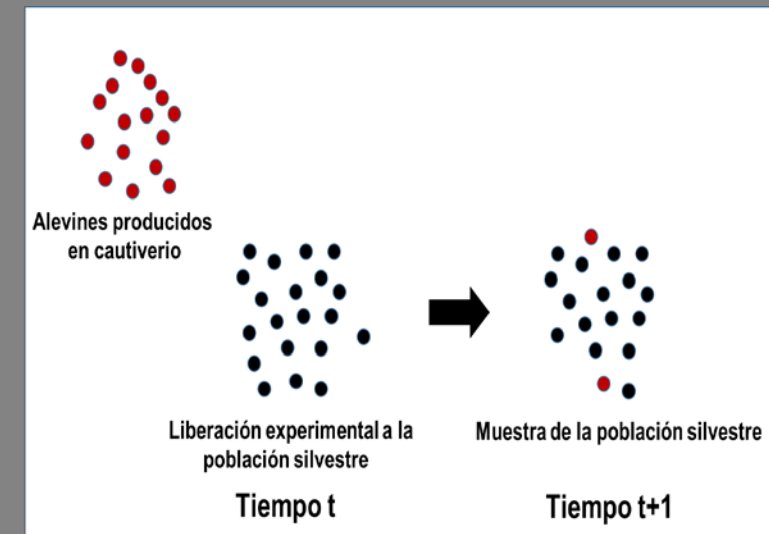 Alevines producidos
en cautiverio
Liberación experimental a la
población silvestre
Muestra de la población silvestre
Tiempo t
Tiempo t+1